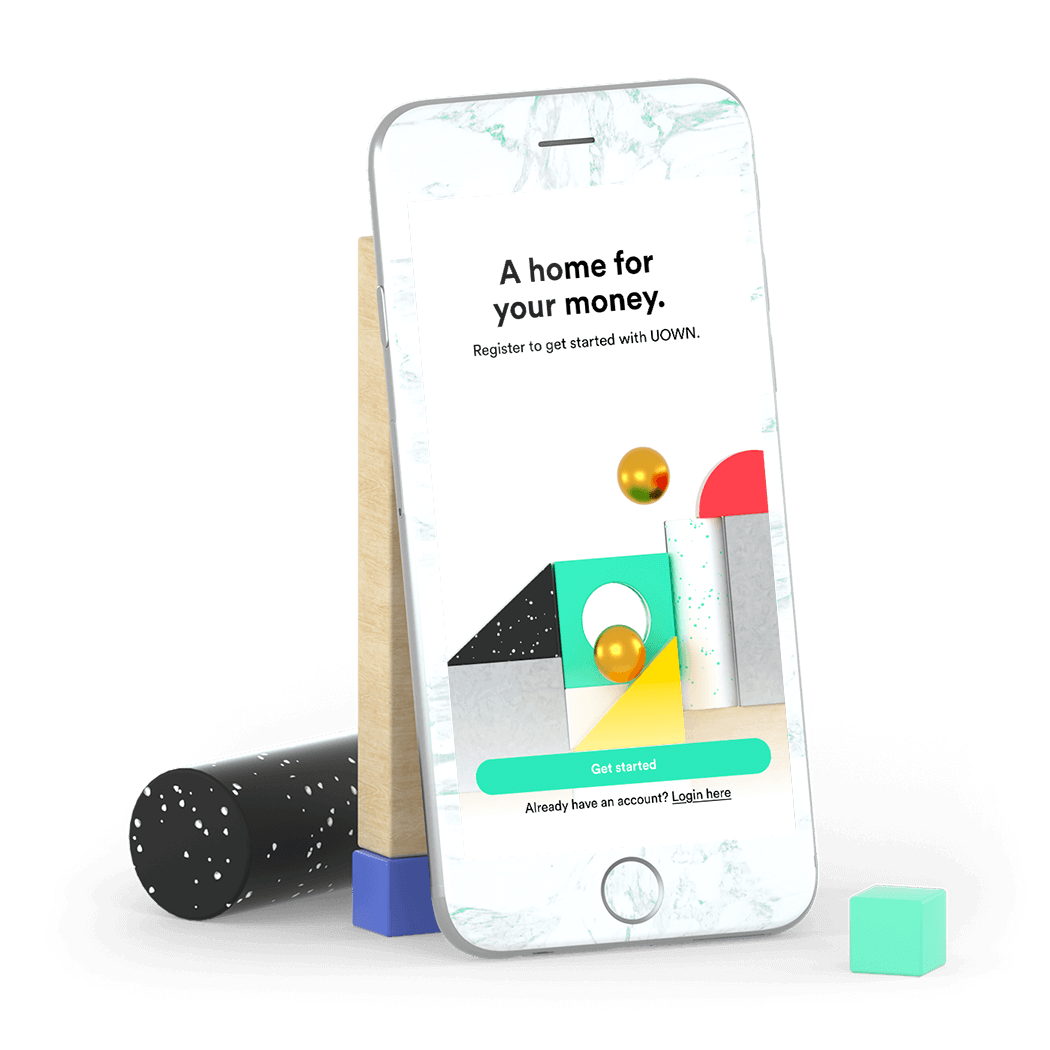 A home for
your money.
Register to get started with UOWN.
Get started
Already have an account? Login here